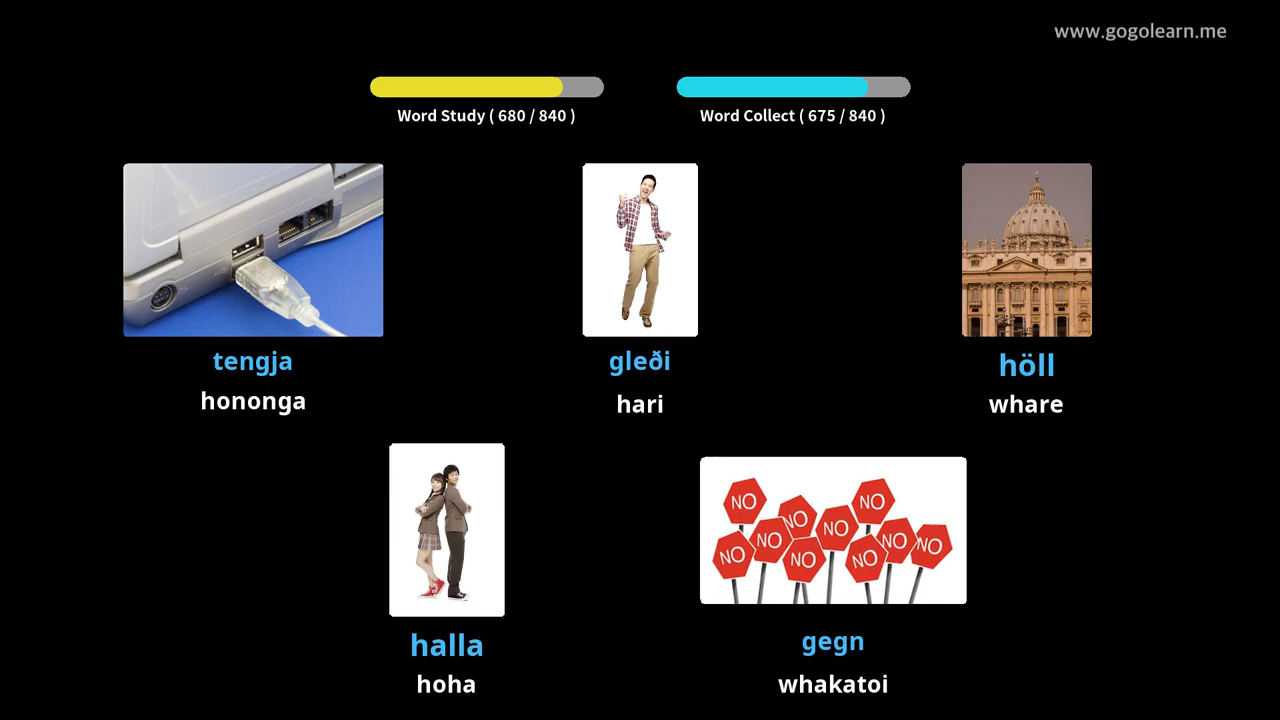 www.gogolearn.me
Word Study ( 680 / 840 )
Word Collect ( 675 / 840 )
tengja
hononga
gleði
hari
höll
whare
NO
NO
NO
NO
NO
NO
NO
NO
NO
NO
halla
hoha
gegn
whakatoi